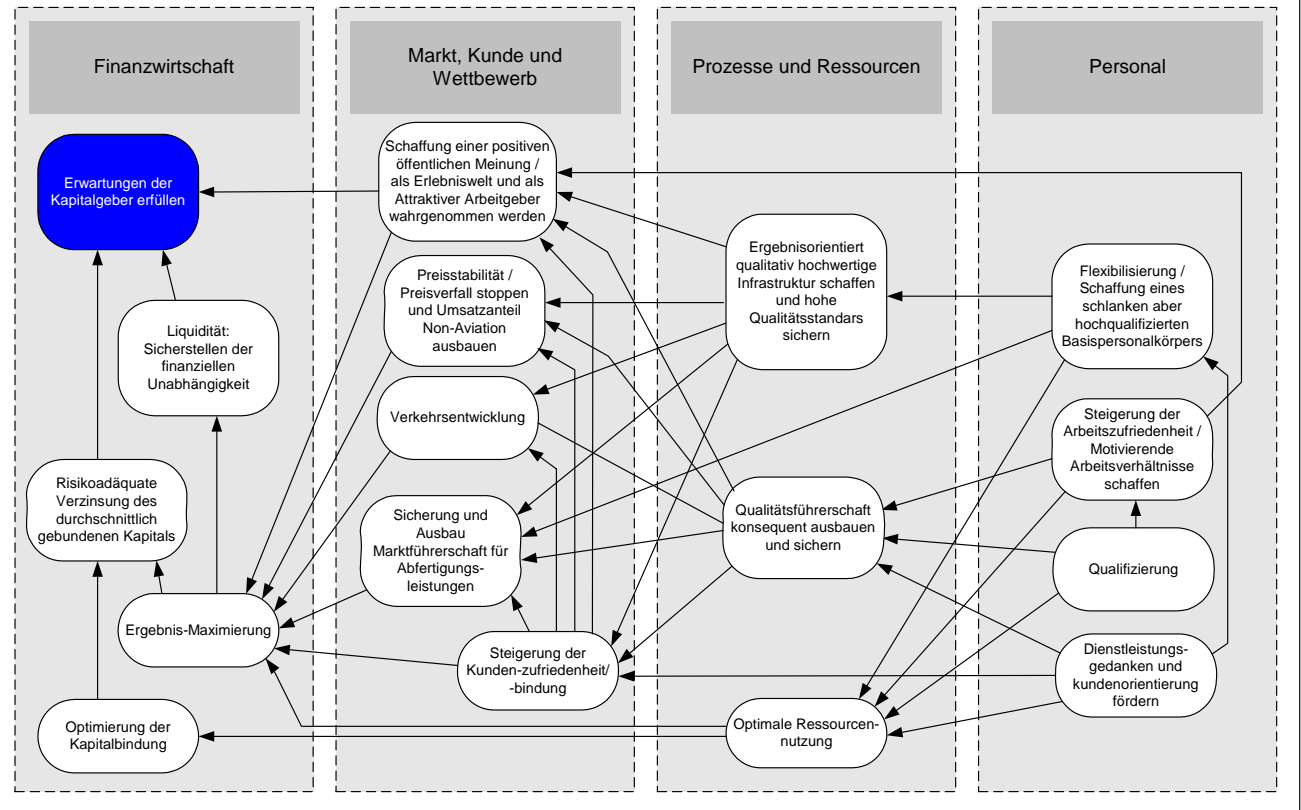 Finanzwirtschaft
Erwartungen der
Kapitalgeber erfüllen
Liquidität:
Sicherstellen der
finanziellen
Unabhängigkeit
Risikoadäquate
Verzinsung des
durchschnittlich
gebundenen Kapitals
Ergebnis-Maximierung
Optimierung der
Kapitalbindung
Markt, Kunde und
Wettbewerb
Schaffung einer positiven
öffentlichen Meinung /
als Erlebniswelt und als
Attraktiver Arbeitgeber
wahrgenommen werden
Preisstabilität /
Preisverfall stoppen
und Umsatzanteil
Non-Aviation
ausbauen
Verkehrsentwicklung
Sicherung und
Ausbau
Marktführerschaft für
Abfertigungs-
leistungen
Steigerung der
Kunden-zufriedenheit/
-bindung
Prozesse und Ressourcen
Ergebnisorientiert
qualitativ hochwertige
Infrastruktur schaffen
und hohe
Qualitätsstandars
sichern
Qualitätsführerschaft
konsequent ausbauen
und sichern
Optimale Ressourcen-
nutzung
Personal
Flexibilisierung /
Schaffung eines
schlanken aber
hochqualifizierten
Basispersonalkörpers
Steigerung der
Arbeitszufriedenheit /
Motivierende
Arbeitsverhältnisse
schaffen
Qualifizierung
Dienstleistungs-
gedanken und
kundenorientierung
fördern